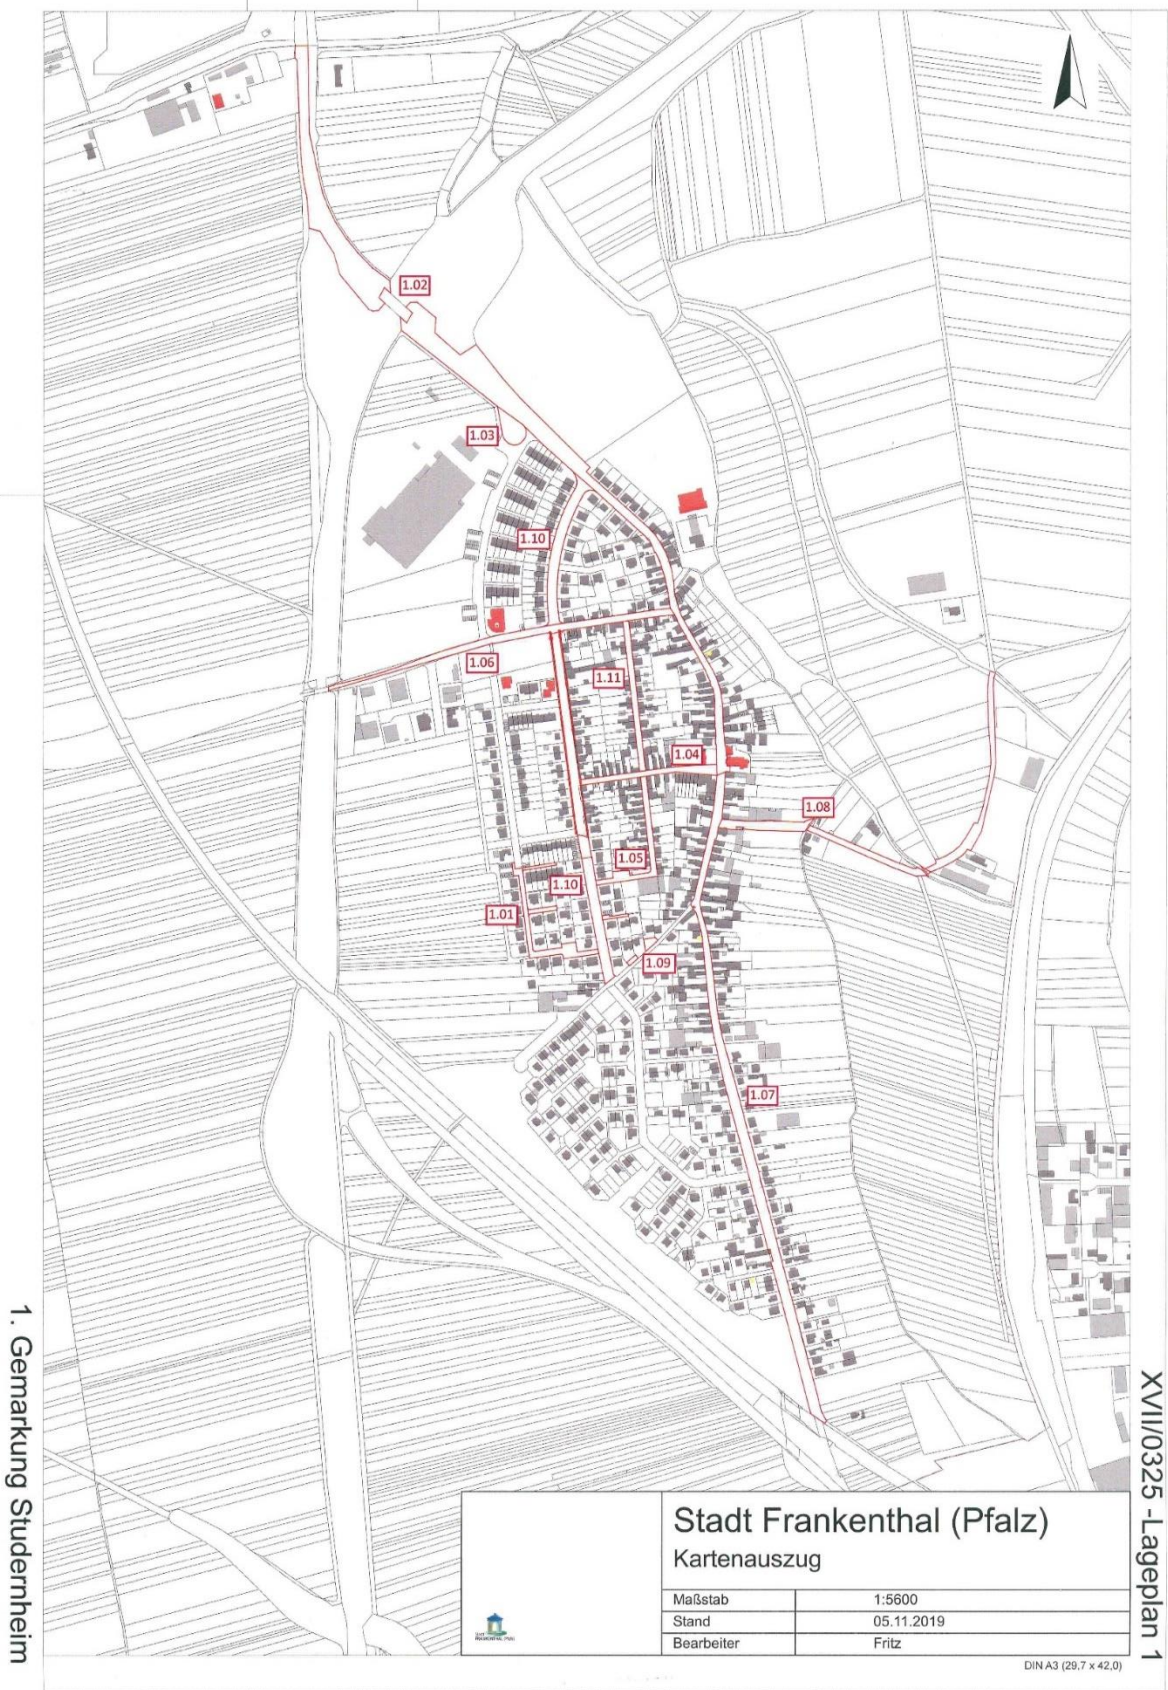 1.02
1.03
1.10
1.06
1.11
1.04
1.08
1.05
1.10
1.01
1.09
1.07
1. Gemarkung Studernheim
XVII/0325 -Lageplan 1
Stadt Frankenthal (Pfalz)
Kartenauszug
Maßstab 1:5600
Stand 05.11.2019
Bearbeiter Fritz
DIN A3 (29,7 x 42,0)